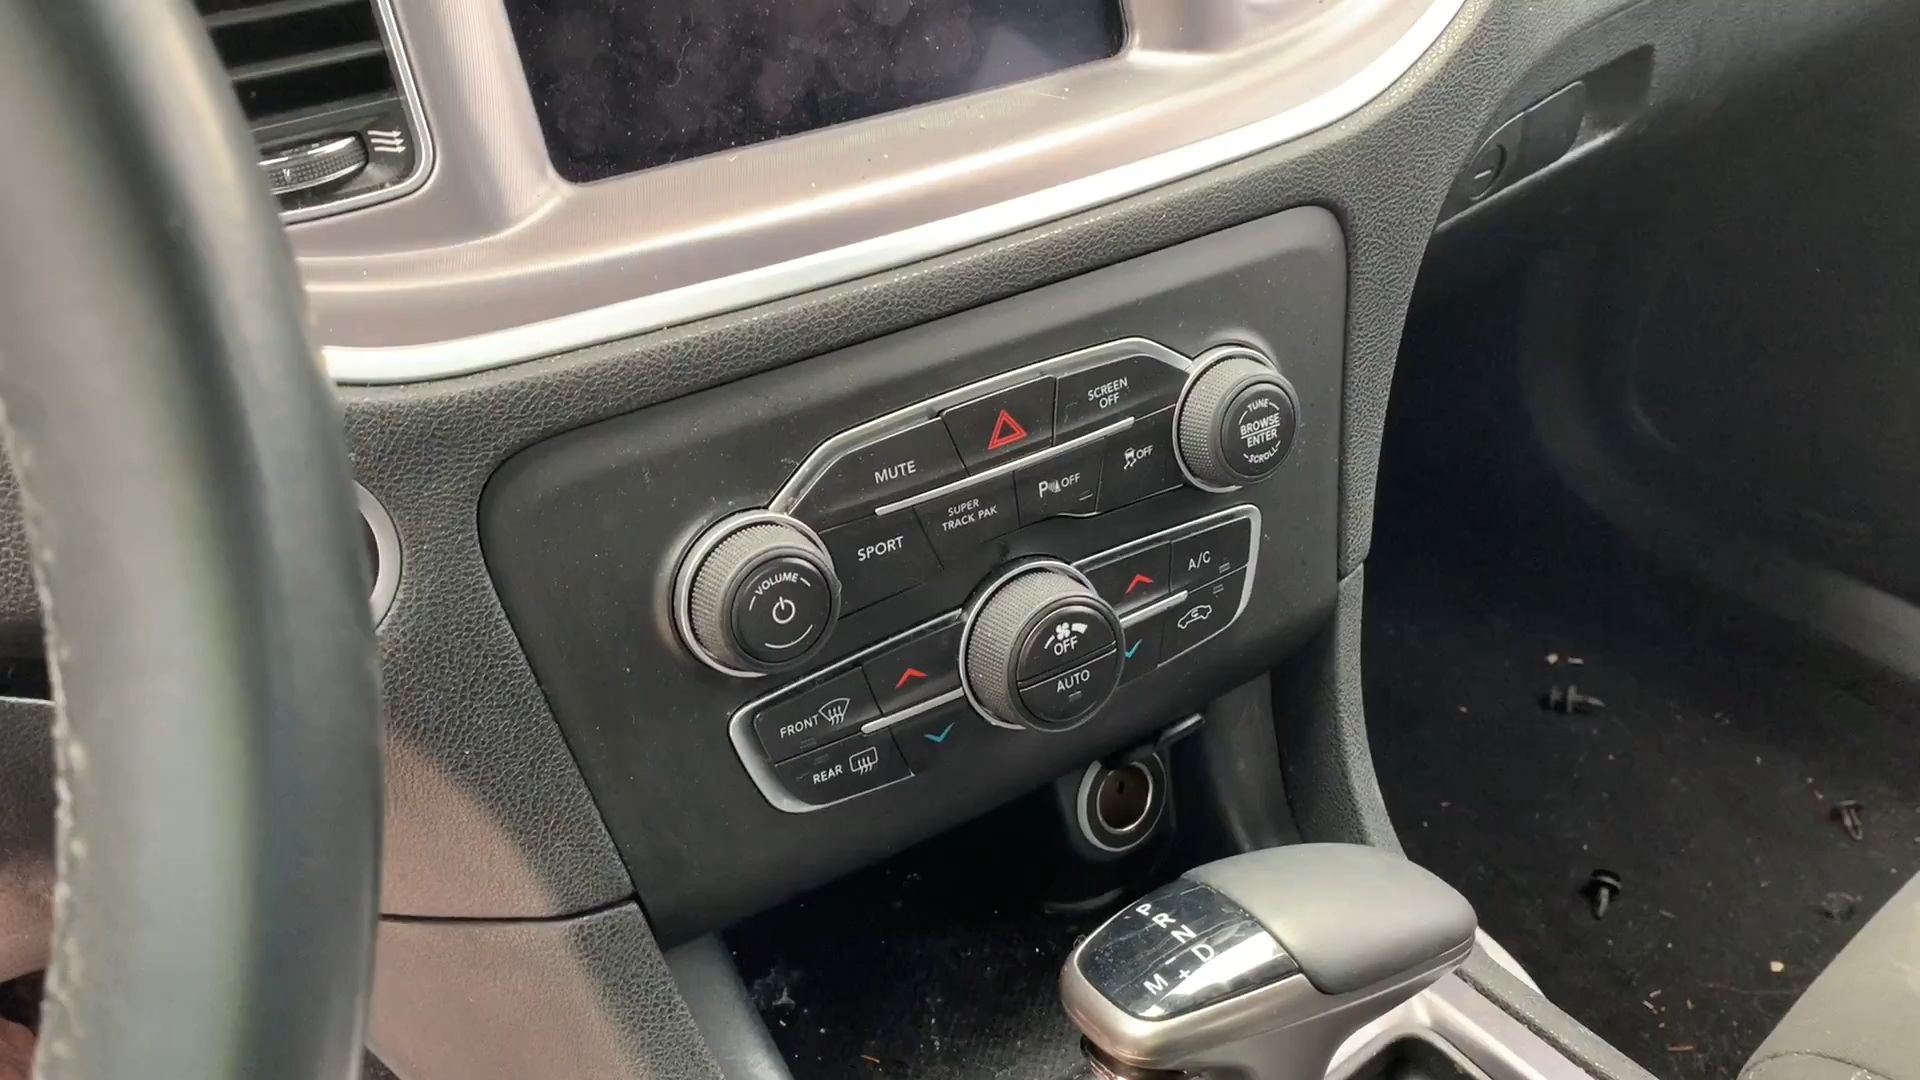 SCREEN
OFF
MUTE
TUNE
BROWSE
ENTER
SCROLL
OFF
P OFF
SUPER
TRACK PAK
SPORT
VOLUME
A/C
OFF
AUTO
FRONT
REAR
P
R
N
D
M - +